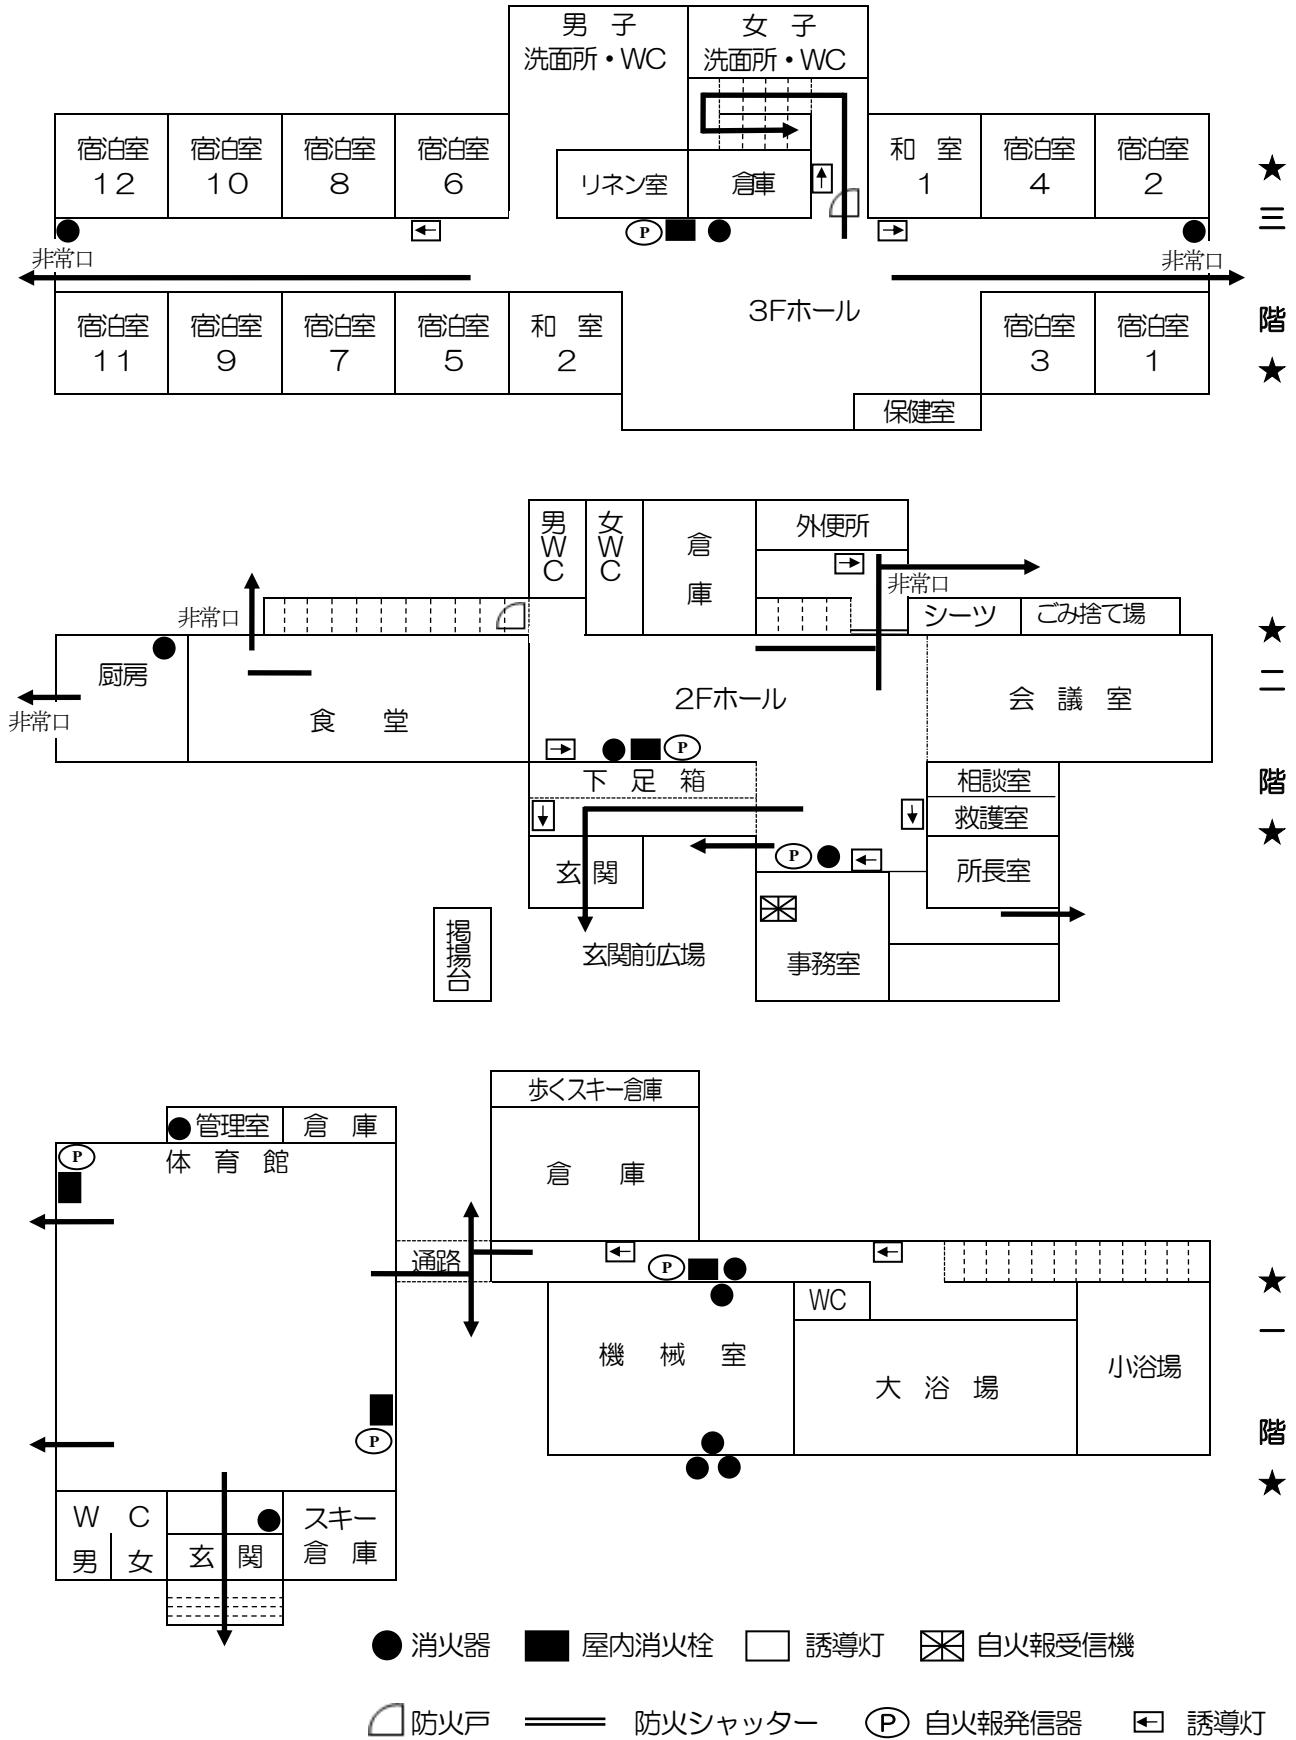 男 子
洗面所・WC
女 子
洗面所・WC
宿泊室
12
宿泊室
10
宿泊室
8
宿泊室
6
リネン室
倉庫
和 室
1
宿泊室
4
宿泊室
2
P
非常口
非常口
3Fホール
宿泊室
11
宿泊室
9
宿泊室
7
宿泊室
5
和 室
2
宿泊室
3
宿泊室
1
保健室
★三 階★
男WC
女WC
倉庫
外便所
非常口
非常口
シーツ
ごみ捨て場
厨房
非常口
食 堂
2Fホール
会 議 室
P
下 足 箱
相談室
救護室
P
玄 関
所長室
掲揚台
玄関前広場
事務室
★二 階★
歩くスキー倉庫
管理室
倉 庫
P
体 育 館
倉 庫
通路
P
WC
機 械 室
大 浴 場
小浴場
P
W C
男 女
玄 関
スキー
倉 庫
★一 階★
消火器
屋内消火栓
誘導灯
自火報受信機
防火戸
防火シャッター
P 自火報発信器
誘導灯